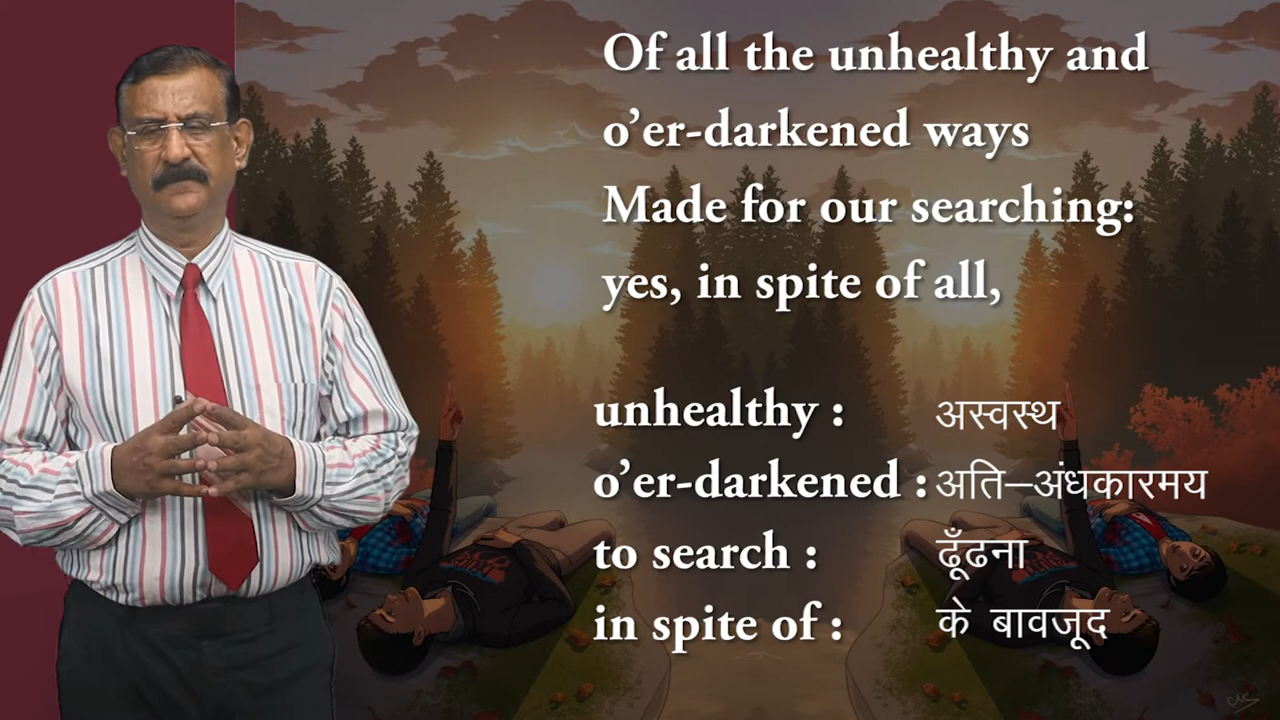 Of all the unhealthy and
o’er-darkened ways
Made for our searching:
yes, in spite of all,
unhealthy : अस्वस्थ
o’er-darkened : अति–अंधकारमय
to search : ढूँढना
in spite of : के बावजूद